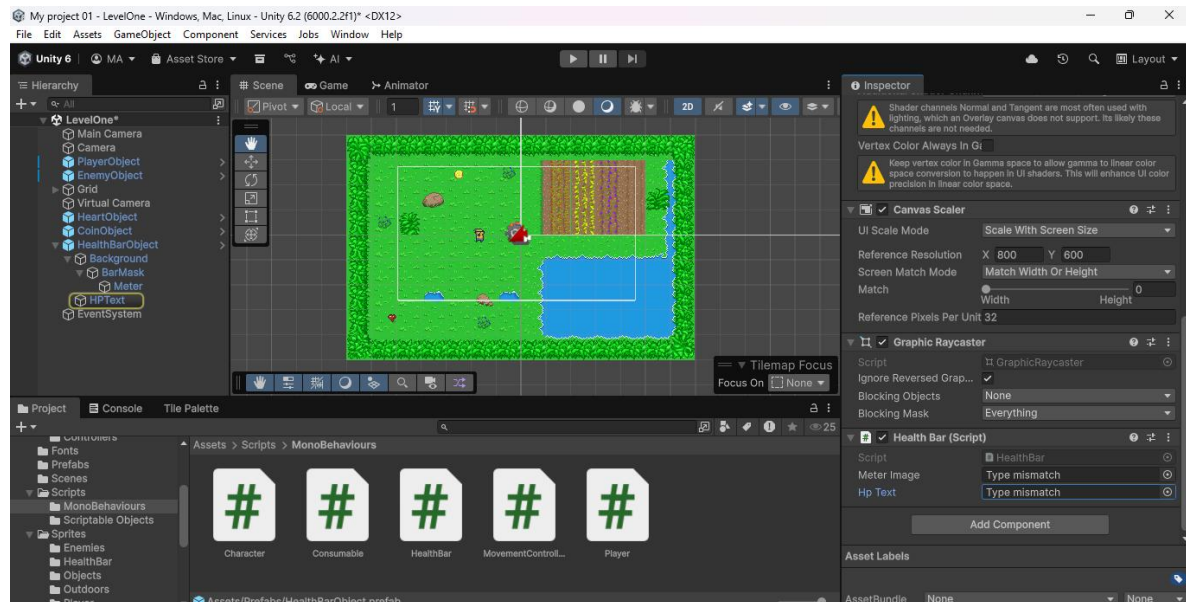 My project 01 - LevelOne - Windows, Mac, Linux - Unity 6.2 (6000.2.2f1)* <DX12>
File Edit Assets GameObject Component Services Jobs Window Help
Unity 6 MA Asset Store AI Layout
Hierarchy
All
LevelOne*
Main Camera
Camera
PlayerObject
EnemyObject
Grid
Virtual Camera
HeartObject
CoinObject
HealthBarObject
Background
BarMask
Meter
HPText
EventSystem
Scene Game Animator
Pivot Local 1 2D
Tilemap Focus
Focus On None
Inspector
Shader channels Normal and Tangent are most often used with
lighting, which an Overlay canvas does not support. Its likely these
channels are not needed.
Vertex Color Always In G
Keep vertex color in Gamma space to allow gamma to linear color
space conversion to happen in UI shaders. This will enhance UI color
precision in linear color space.
Canvas Scaler
UI Scale Mode Scale With Screen Size
Reference Resolution X 800 Y 600
Screen Match Mode Match Width Or Height
Match 0
Width Height
Reference Pixels Per Unit 32
Graphic Raycaster
Script GraphicRaycaster
Ignore Reversed Grap...
Blocking Objects None
Blocking Mask Everything
Health Bar (Script)
Script HealthBar
Meter Image Type mismatch
Hp Text Type mismatch
Add Component
Asset Labels
AssetBundle None None
Project Console Tile Palette
25
Controllers
Fonts
Prefabs
Scenes
Scripts
MonoBehaviours
Scriptable Objects
Sprites
Enemies
HealthBar
Objects
Outdoors
Player
Assets > Scripts > MonoBehaviours
Character Consumable HealthBar MovementControll... Player
Assets/Prefabs/HealthBarObject.prefab